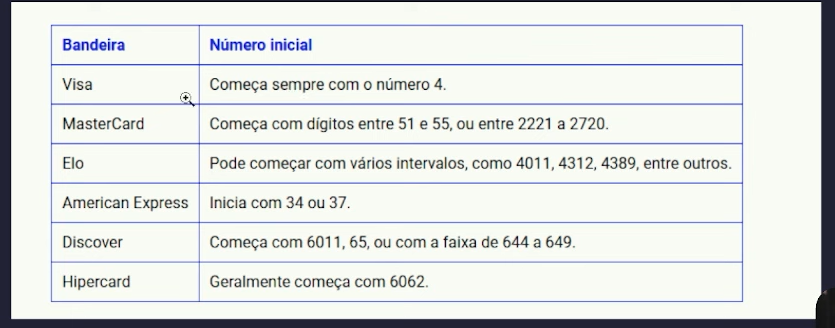 Bandeira Número inicial
Visa Começa sempre com o número 4.
MasterCard Começa com dígitos entre 51 e 55, ou entre 2221 a 2720.
Elo Pode começar com vários intervalos, como 4011, 4312, 4389, entre outros.
American Express Inicia com 34 ou 37.
Discover Começa com 6011, 65, ou com a faixa de 644 a 649.
Hipercard Geralmente começa com 6062.